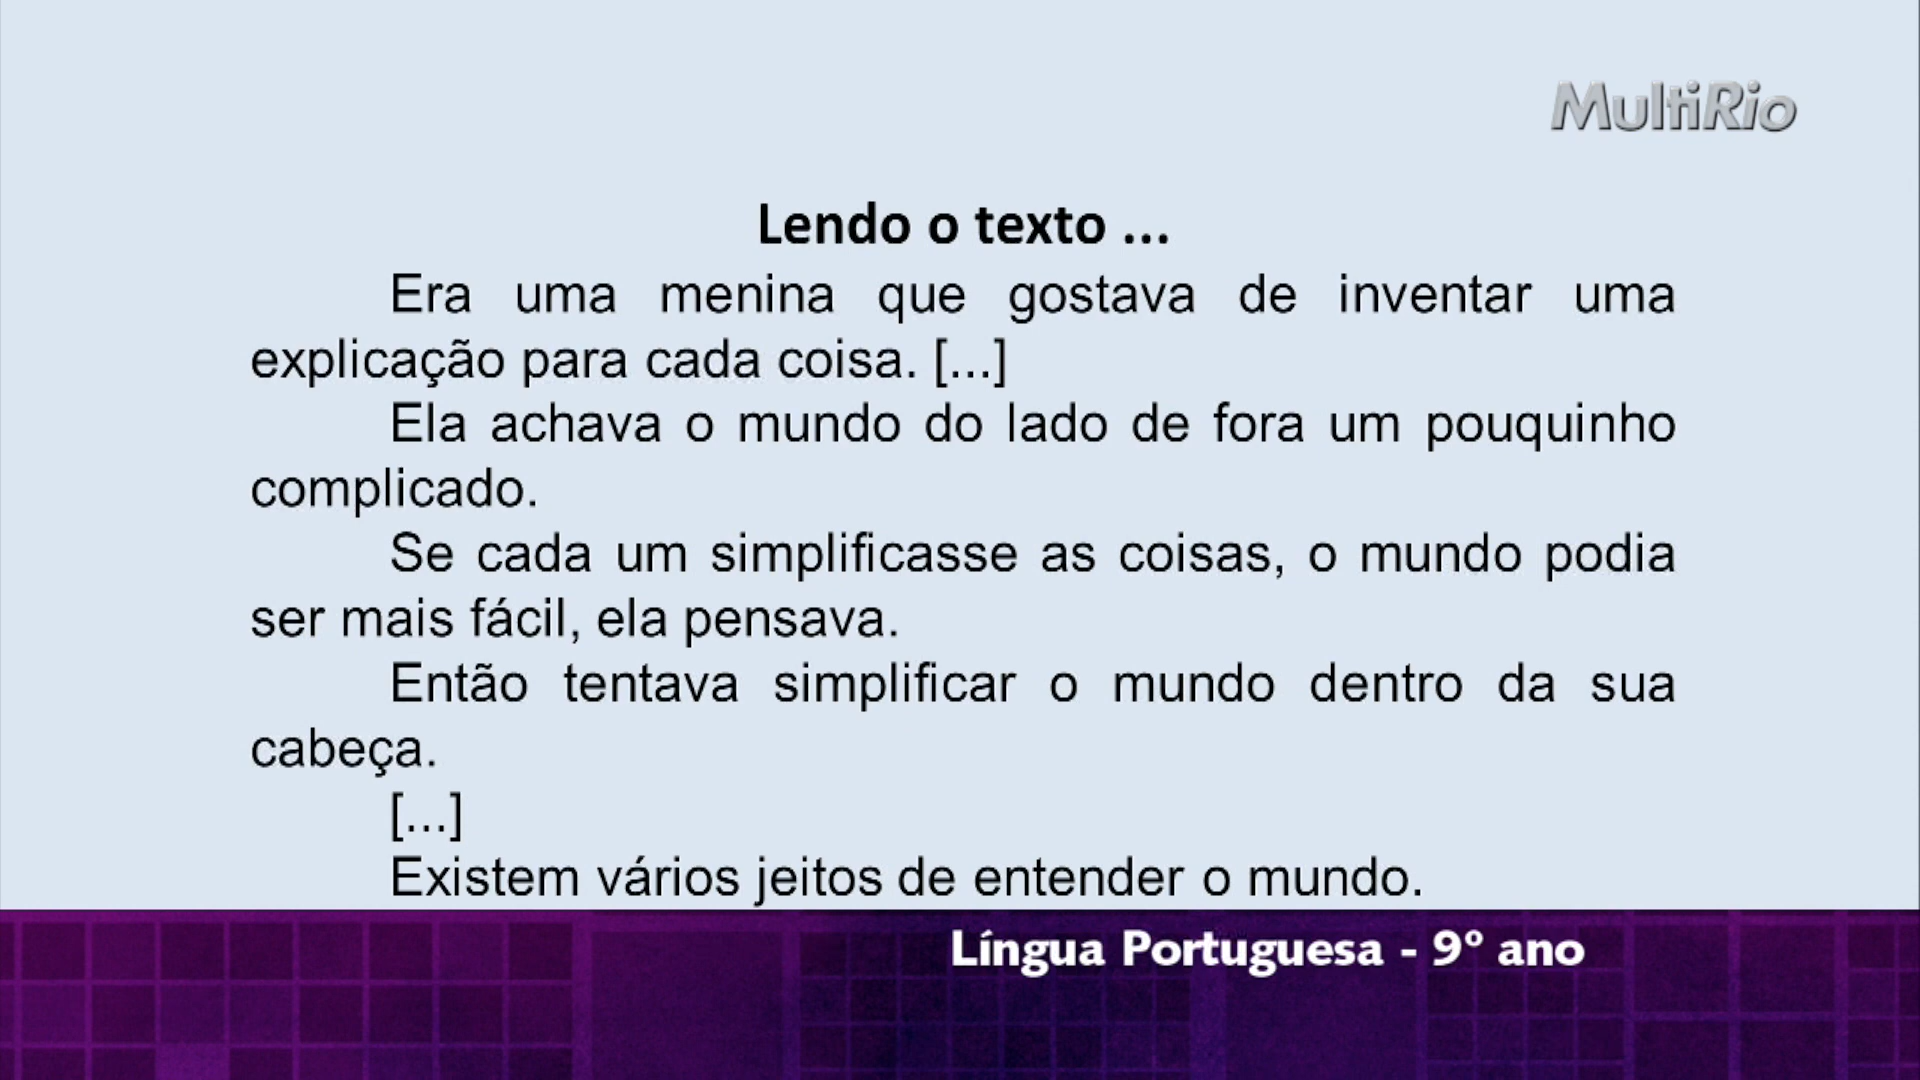 MultiRio
Lendo o texto ...
Era uma menina que gostava de inventar uma
explicação para cada coisa. [...]
Ela achava o mundo do lado de fora um pouquinho
complicado.
Se cada um simplificasse as coisas, o mundo podia
ser mais fácil, ela pensava.
Então tentava simplificar o mundo dentro da sua
cabeça.
[...]
Existem vários jeitos de entender o mundo.
Língua Portuguesa - 9º ano